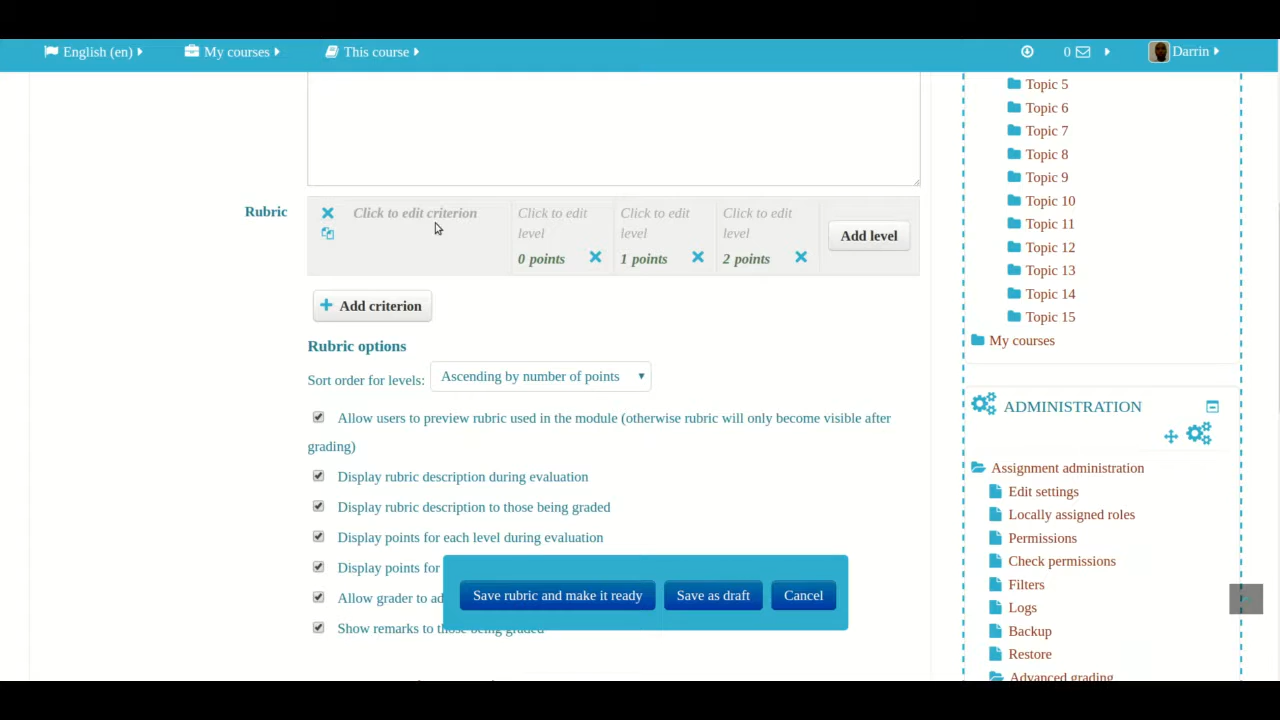 English (en) My courses This course 0 Darrin
Topic 5
Topic 6
Topic 7
Topic 8
Topic 9
Topic 10
Topic 11
Topic 12
Topic 13
Topic 14
Topic 15
My courses
Rubric
Click to edit criterion
Click to edit
level
0 points
Click to edit
level
1 points
Click to edit
level
2 points
Add level
Add criterion
Rubric options
Sort order for levels: Ascending by number of points
Allow users to preview rubric used in the module (otherwise rubric will only become visible after
grading)
Display rubric description during evaluation
Display rubric description to those being graded
Display points for each level during evaluation
Display points for
Allow grader to ad
Show remarks to those being graded
Save rubric and make it ready Save as draft Cancel
ADMINISTRATION
Assignment administration
Edit settings
Locally assigned roles
Permissions
Check permissions
Filters
Logs
Backup
Restore
Advanced grading